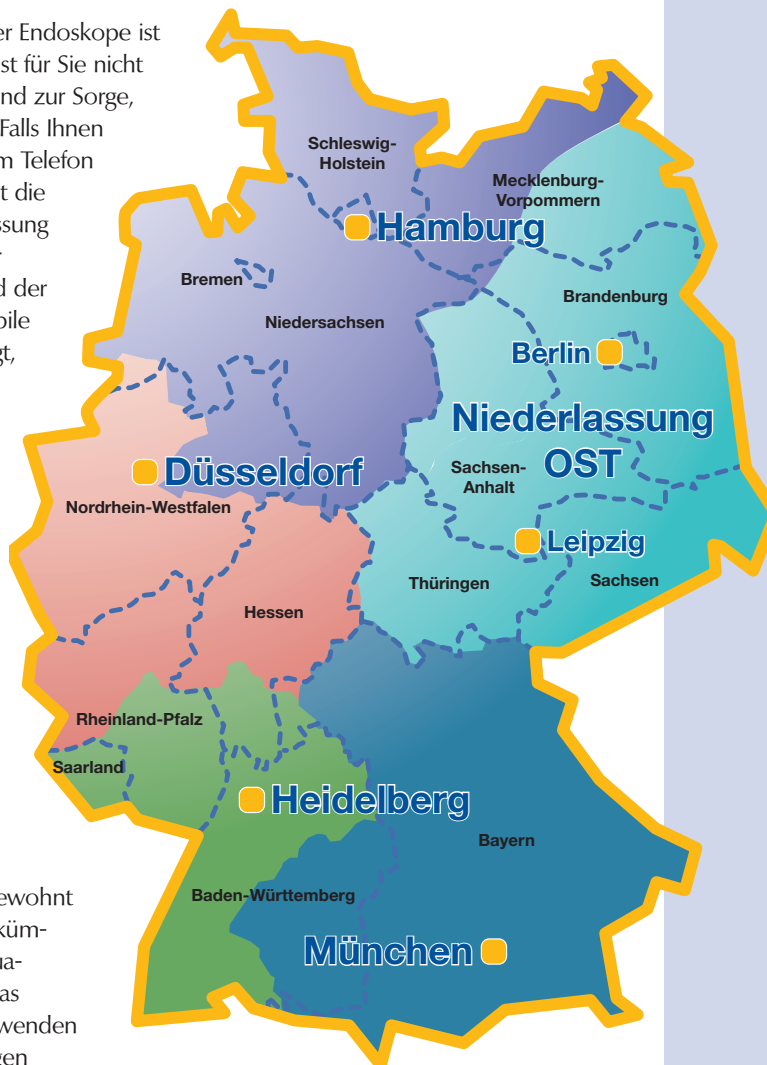 er Endoskope ist
st für Sie nicht
nd zur Sorge,
Falls Ihnen
m Telefon
t die
ssung
d der
bile
gt,
Schleswig-
Holstein
Mecklenburg-
Vorpommern
Hamburg
Bremen
Niedersachsen
Brandenburg
Berlin
Niederlassung
OST
Düsseldorf
Sachsen-
Anhalt
Nordrhein-Westfalen
Leipzig
Thüringen
Sachsen
Hessen
Rheinland-Pfalz
Saarland
Heidelberg
Bayern
Baden-Württemberg
München
ewohnt
küm-
ua-
as
wenden
gen